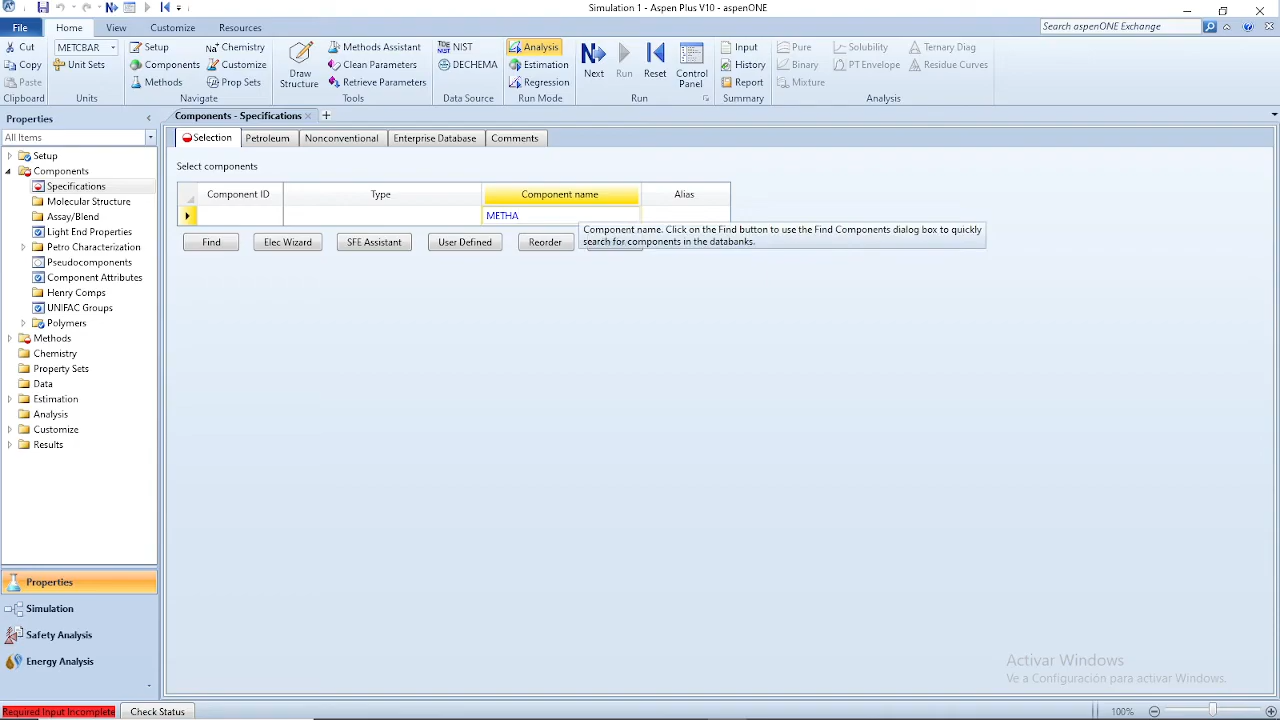 Simulation 1 - Aspen Plus V10 - aspenONE
File Home View Customize Resources Search aspenONE Exchange
Cut METCBAR Setup Chemistry Methods Assistant NIST Analysis Input Pure Solubility Ternary Diag
Copy Unit Sets Components Customize Clean Parameters DECHEMA Estimation History Binary PT Envelope Residue Curves
Paste Methods Prop Sets Draw Structure Retrieve Parameters Regression Next Run Reset Control Panel Report Mixture
Clipboard Units Navigate Tools Data Source Run Mode Run Summary Analysis
Properties
All Items
Setup
Components
Specifications
Molecular Structure
Assay/Blend
Light End Properties
Petro Characterization
Pseudocomponents
Component Attributes
Henry Comps
UNIFAC Groups
Polymers
Methods
Chemistry
Property Sets
Data
Estimation
Analysis
Customize
Results
Properties
Simulation
Safety Analysis
Energy Analysis
Components - Specifications
Selection Petroleum Nonconventional Enterprise Database Comments
Select components
Component ID Type Component name Alias
METHA
Component name. Click on the Find button to use the Find Components dialog box to quickly
search for components in the databanks.
Find Elec Wizard SFE Assistant User Defined Reorder
Activar Windows
Ve a Configuración para activar Windows.
Required Input Incomplete Check Status 100%